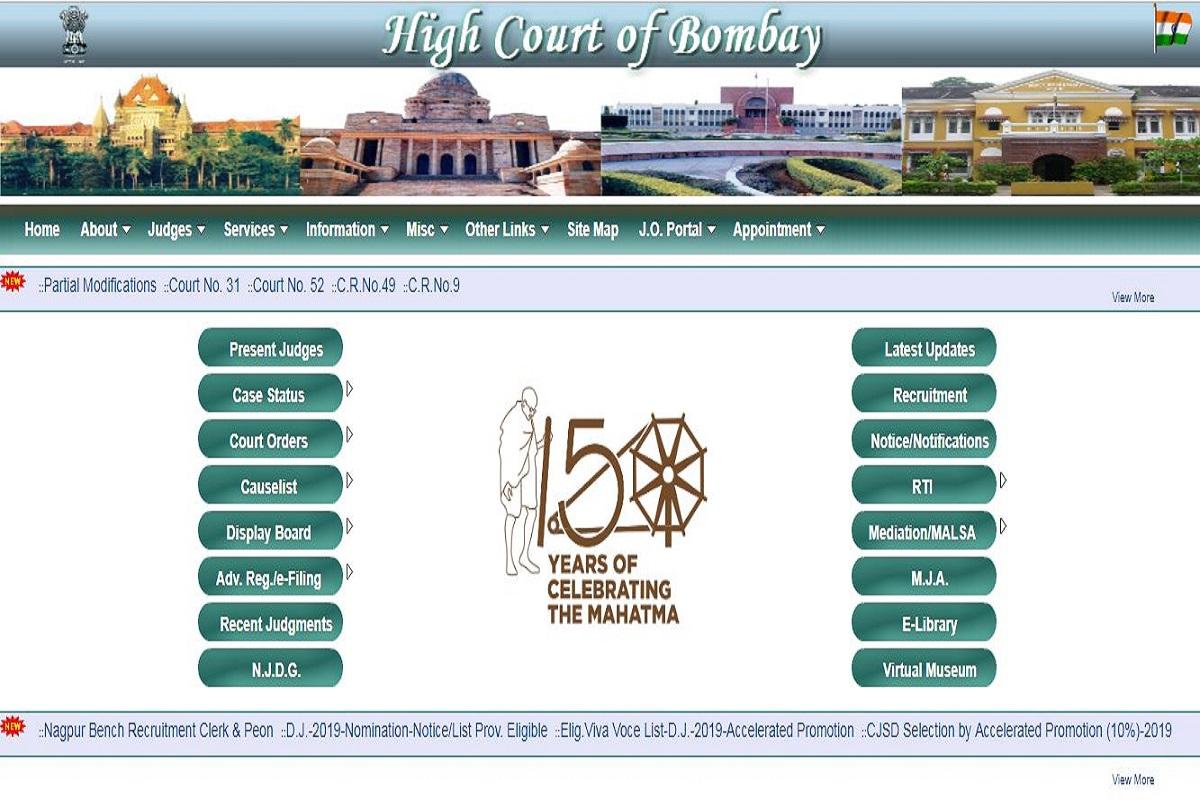 High Court of Bombay
Home About Judges Services Information Misc Other Links Site Map J.O. Portal Appointment
NEW ::Partial Modifications ::Court No. 31 ::Court No. 52 ::C.R.No.49 ::C.R.No.9
View More
Present Judges
Case Status
Court Orders
Causelist
Display Board
Adv. Reg./e-Filing
Recent Judgments
N.J.D.G.
150
YEARS OF
CELEBRATING
THE MAHATMA
Latest Updates
Recruitment
Notice/Notifications
RTI
Mediation/MALSA
M.J.A.
E-Library
Virtual Museum
NEW ::Nagpur Bench Recruitment Clerk & Peon ::D.J.-2019-Nomination-Notice/List Prov. Eligible ::Elig.Viva Voce List-D.J.-2019-Accelerated Promotion ::CJSD Selection by Accelerated Promotion (10%)-2019
View More